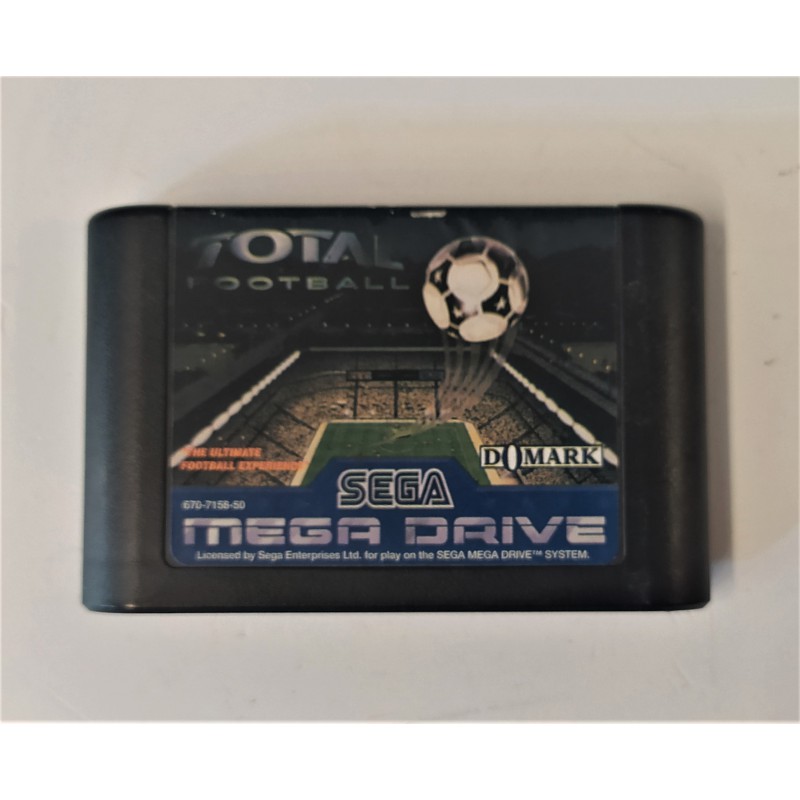 TOTAL
FOOTBALL
THE ULTIMATE
FOOTBALL EXPERIENCE
DOMARK
SEGA
670-7158-50
MEGA DRIVE
Licensed by Sega Enterprises Ltd. for play on the SEGA MEGA DRIVE™ SYSTEM.